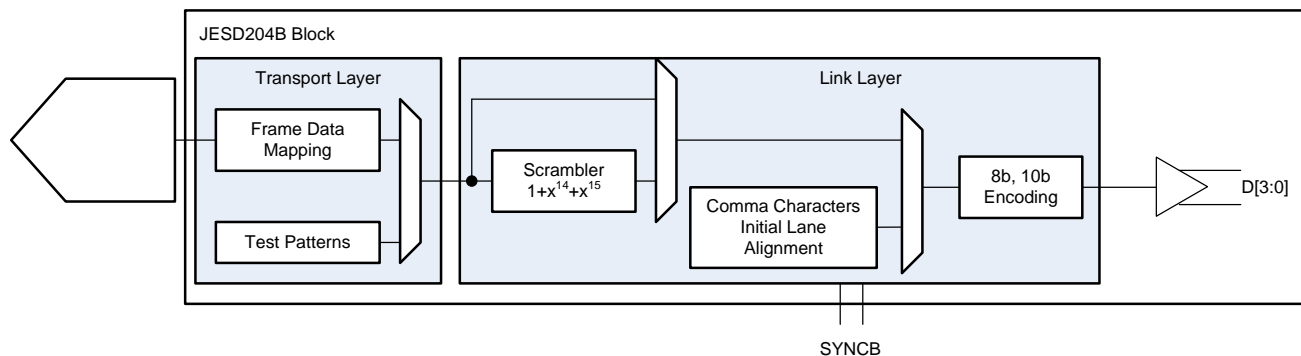 JESD204B Block
Transport Layer
Link Layer
Frame Data
Mapping
Test Patterns
Scrambler
1+x¹⁴+x¹⁵
Comma Characters
Initial Lane
Alignment
8b, 10b
Encoding
D[3:0]
SYNCB